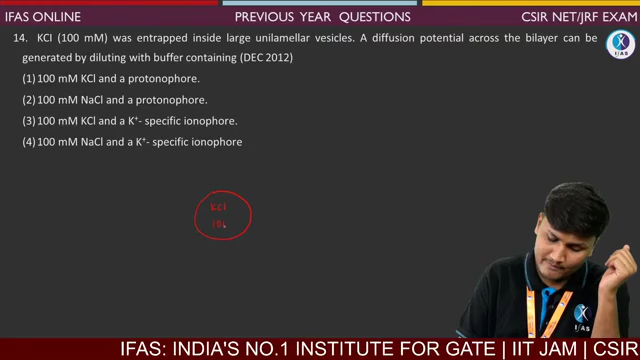 IFAS ONLINE PREVIOUS YEAR QUESTIONS CSIR NET/JRF EXAM
14. KCl (100 mM) was entrapped inside large unilamellar vesicles. A diffusion potential across the bilayer can be
generated by diluting with buffer containing (DEC 2012)
(1) 100 mM KCl and a protonophore.
(2) 100 mM NaCl and a protonophore.
(3) 100 mM KCl and a K⁺- specific ionophore.
(4) 100 mM NaCl and a K⁺- specific ionophore
IFAS
KCl
IFAS: INDIA'S NO.1 INSTITUTE FOR GATE | IIT JAM | CSIR